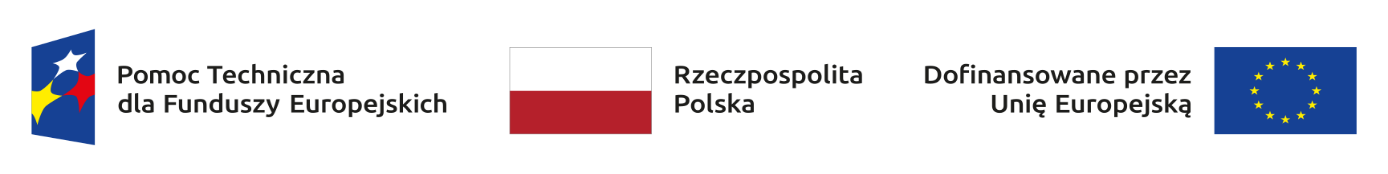 Pomoc Techniczna
dla Funduszy Europejskich
Rzeczpospolita
Polska
Dofinansowane przez
Unię Europejską